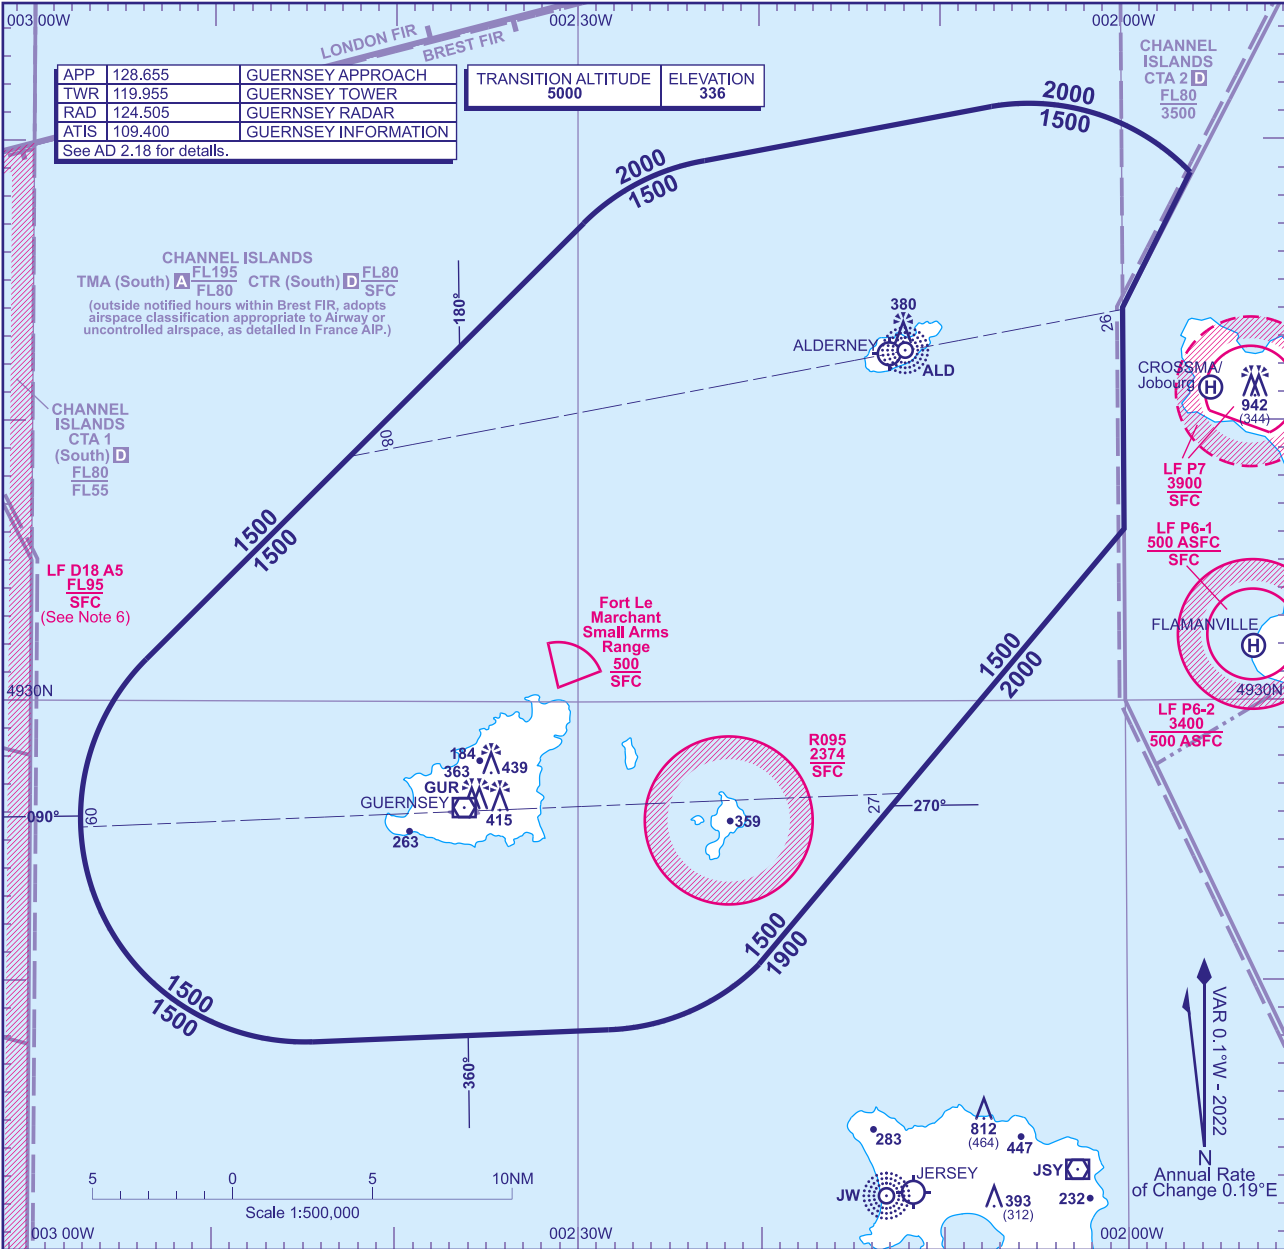 003 00'W
002 30'W
002 00'W
LONDON FIR
BREST FIR
APP 128.655 GUERNSEY APPROACH
TWR 119.955 GUERNSEY TOWER
RAD 124.505 GUERNSEY RADAR
ATIS 109.400 GUERNSEY INFORMATION
See AD 2.18 for details.
TRANSITION ALTITUDE
5000
ELEVATION
336
CHANNEL
ISLANDS
CTA 2 D
FL80
3500
2000
1500
2000
1500
CHANNEL ISLANDS
TMA (South) A FL195 FL80 CTR (South) D FL80 SFC
(outside notified hours within Brest FIR, adopts
airspace classification appropriate to Airway or
uncontrolled airspace, as detailed In France AIP.)
180°
380
ALDERNEY
ALD
26
08
CROSSMA/
Jobourg
H
942
(344)
LF P7
3900
SFC
CHANNEL
ISLANDS
CTA 1
(South) D
FL80
FL55
1500
1500
LF D18 A5
FL95
SFC
(See Note 6)
LF P6-1
500 ASFC
SFC
FLAMANVILLE
H
Fort Le
Marchant
Small Arms
Range
500
SFC
1500
2000
4930N
4930N
LF P6-2
3400
500 ASFC
R095
2374
SFC
184
363
439
GUR
GUERNSEY
415
263
359
090°
09
27
270°
1500
1900
1500
1500
360°
VAR 0.1°W - 2022
N
Annual Rate
of Change 0.19°E
283
812
(464)
447
JSY
JERSEY
JW
393
(312)
232
5 0 5 10NM
Scale 1:500,000
003 00'W
002 30'W
002 00'W